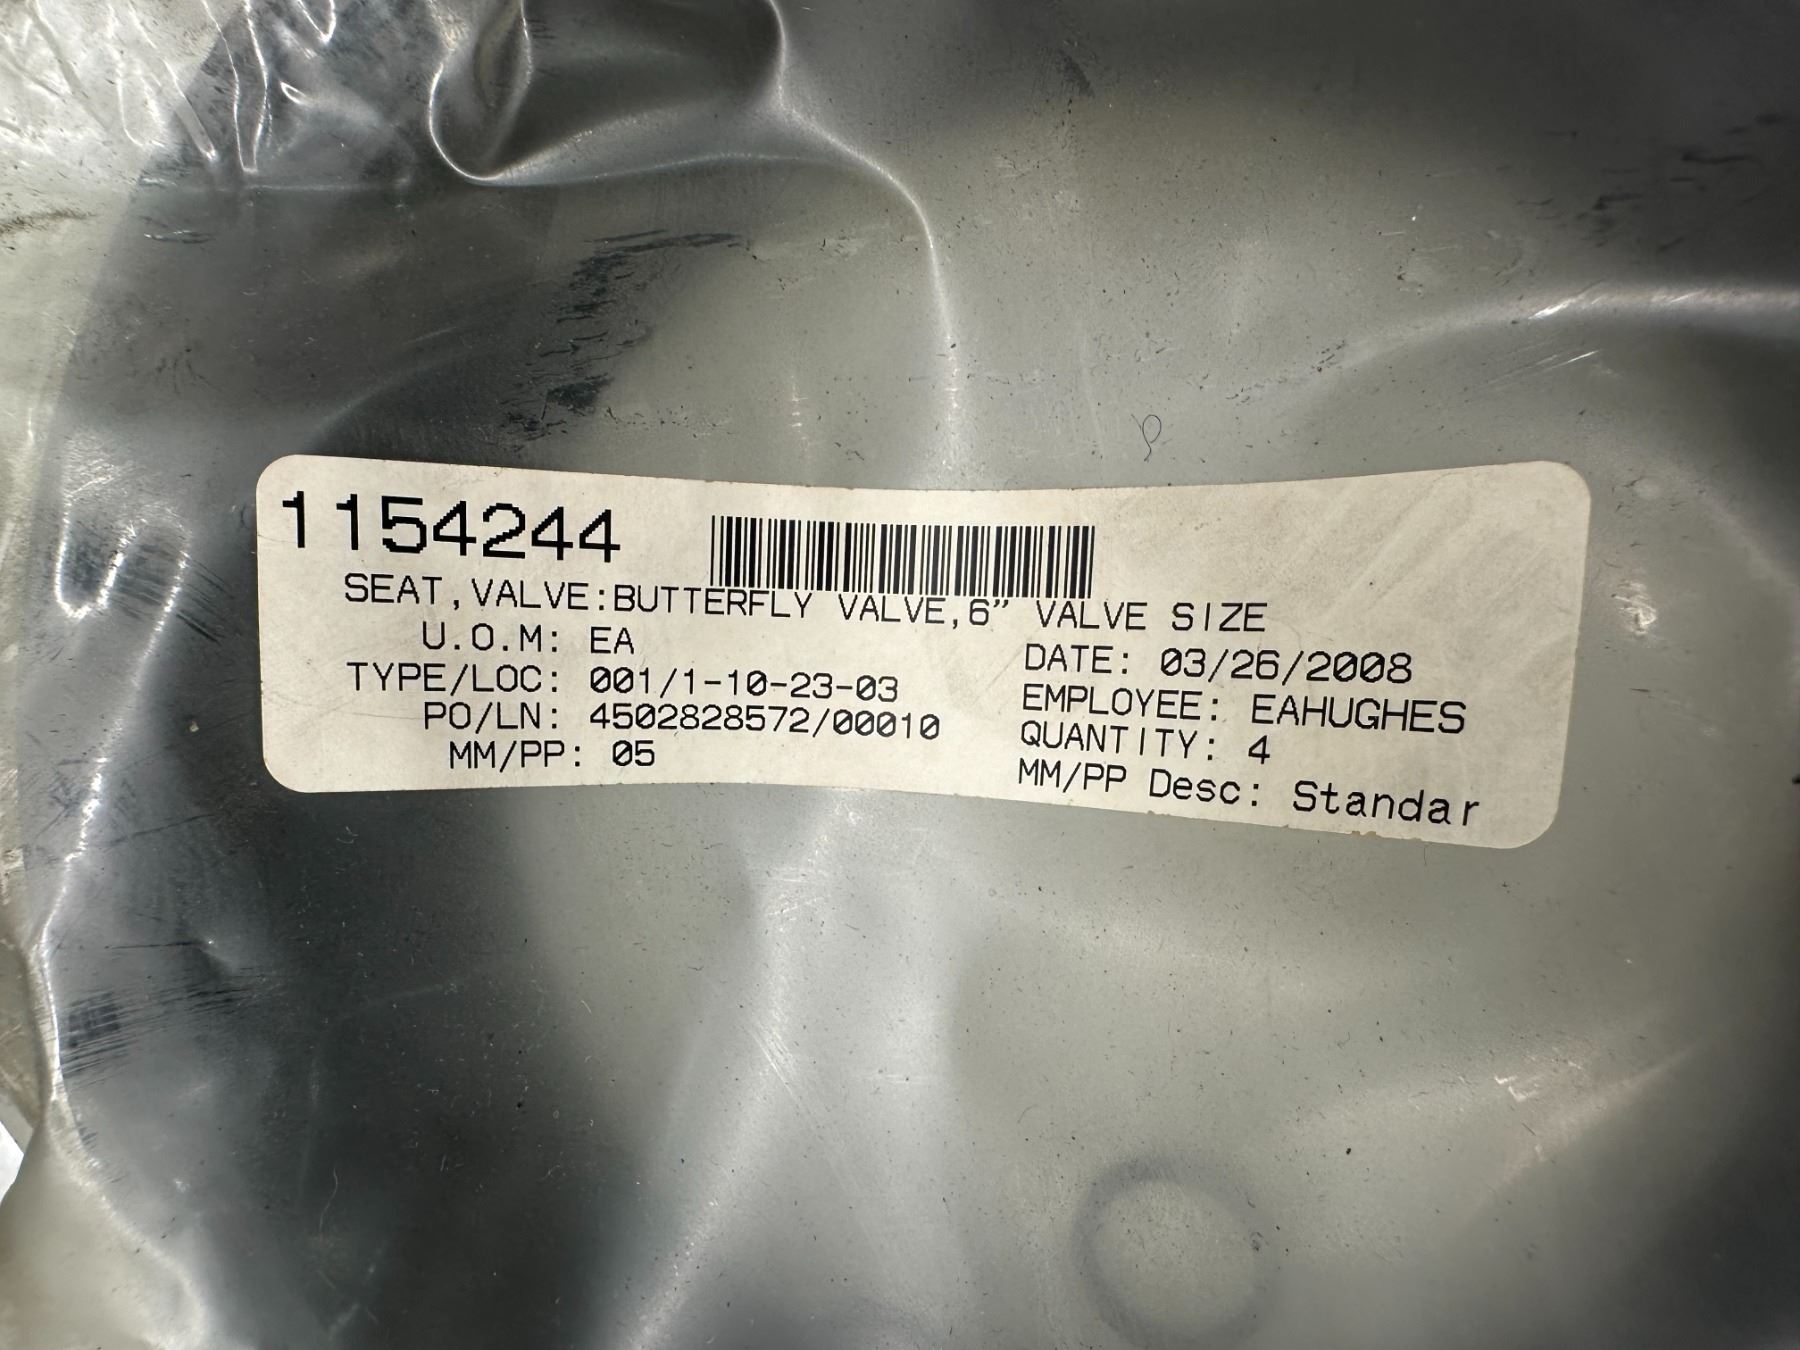 1154244
SEAT,VALVE:BUTTERFLY VALVE,6” VALVE SIZE
U.O.M: EA
DATE: 03/26/2008
TYPE/LOC: 001/1-10-23-03
EMPLOYEE: EAHUGHES
PO/LN: 4502828572/00010
QUANTITY: 4
MM/PP: 05
MM/PP Desc: Standar